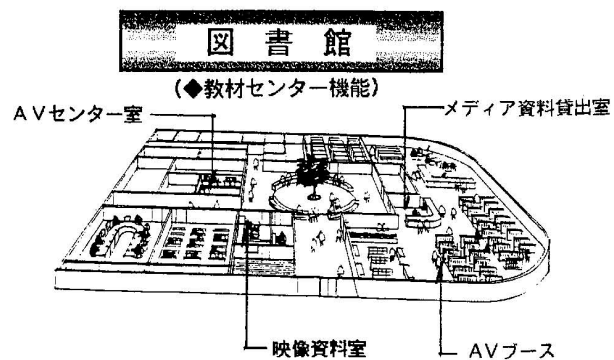 図書館
(◆教材センター機能)
AVセンター室
メディア資料貸出室
映像資料室
AVブース